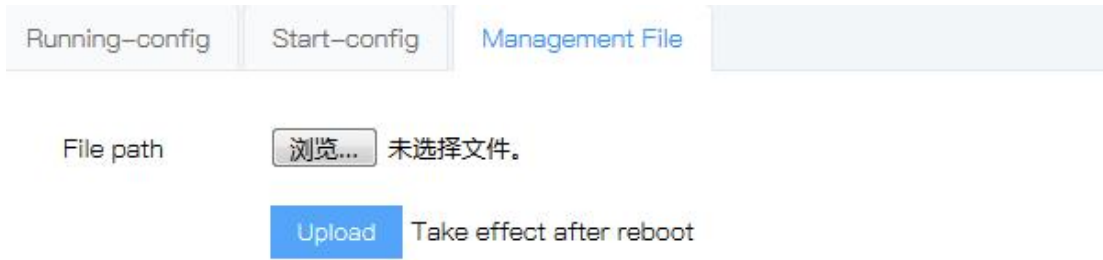 Running-config Start-config Management File
File path 浏览... 未选择文件。
Upload Take effect after reboot